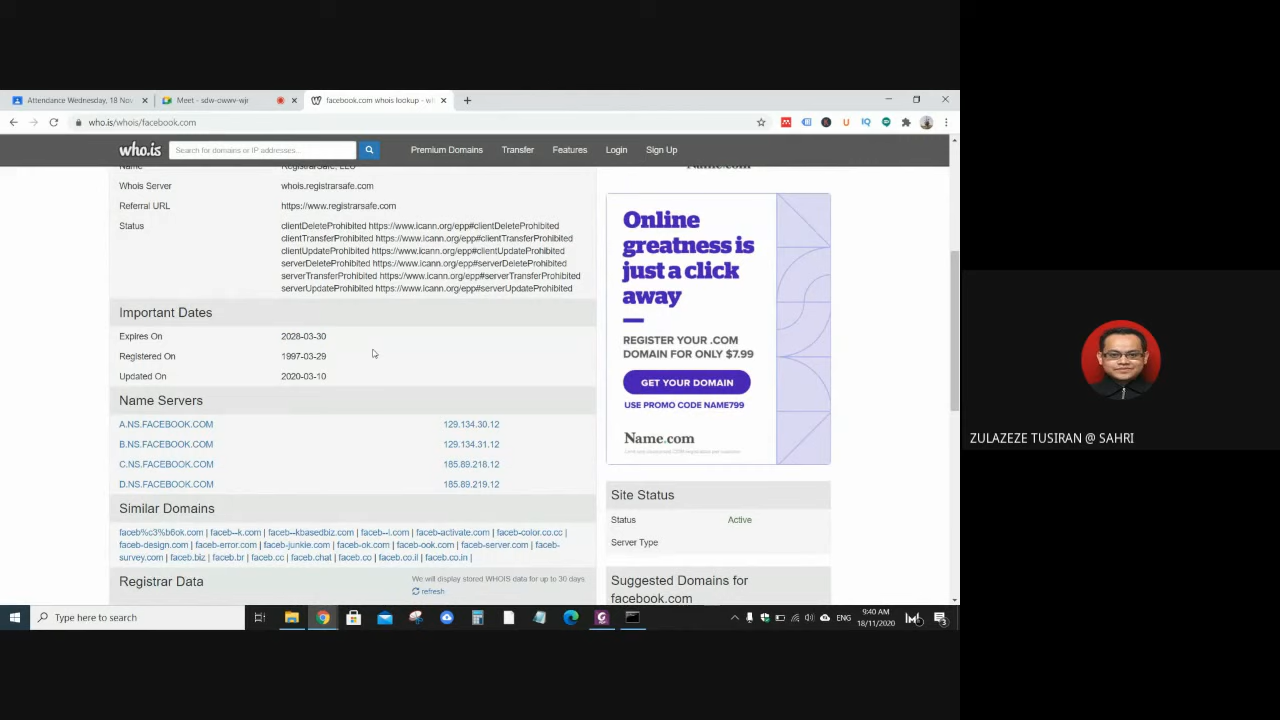 Attendance Wednesday, 18 Nov
Meet - sdw-owwv-wjr
facebook.com whois lookup - wh
who.is/whois/facebook.com
who.is
Search for domains or IP addresses...
Premium Domains
Transfer
Features
Login
Sign Up
Name
RegistrarSafe, LLC
Name.com
Whois Server
whois.registrarsafe.com
Referral URL
https://www.registrarsafe.com
Status
clientDeleteProhibited https://www.icann.org/epp#clientDeleteProhibited
clientTransferProhibited https://www.icann.org/epp#clientTransferProhibited
clientUpdateProhibited https://www.icann.org/epp#clientUpdateProhibited
serverDeleteProhibited https://www.icann.org/epp#serverDeleteProhibited
serverTransferProhibited https://www.icann.org/epp#serverTransferProhibited
serverUpdateProhibited https://www.icann.org/epp#serverUpdateProhibited
Important Dates
Expires On
2028-03-30
Registered On
1997-03-29
Updated On
2020-03-10
Name Servers
A.NS.FACEBOOK.COM
129.134.30.12
B.NS.FACEBOOK.COM
129.134.31.12
C.NS.FACEBOOK.COM
185.89.218.12
D.NS.FACEBOOK.COM
185.89.219.12
Similar Domains
faceb%c3%b6ok.com | faceb--k.com | faceb--kbasedbiz.com | faceb--l.com | faceb-activate.com | faceb-color.co.cc |
faceb-design.com | faceb-error.com | faceb-junkie.com | faceb-ok.com | faceb-ook.com | faceb-server.com | faceb-
survey.com | faceb.biz | faceb.br | faceb.cc | faceb.chat | faceb.co | faceb.co.il | faceb.co.in |
Registrar Data
We will display stored WHOIS data for up to 30 days
refresh
Online
greatness is
just a click
away
REGISTER YOUR .COM
DOMAIN FOR ONLY $7.99
GET YOUR DOMAIN
USE PROMO CODE NAME799
Name.com
Site Status
Status
Active
Server Type
Suggested Domains for
facebook.com
ZULAZEZE TUSIRAN @ SAHRI
Type here to search
ENG
9:40 AM
18/11/2020
3